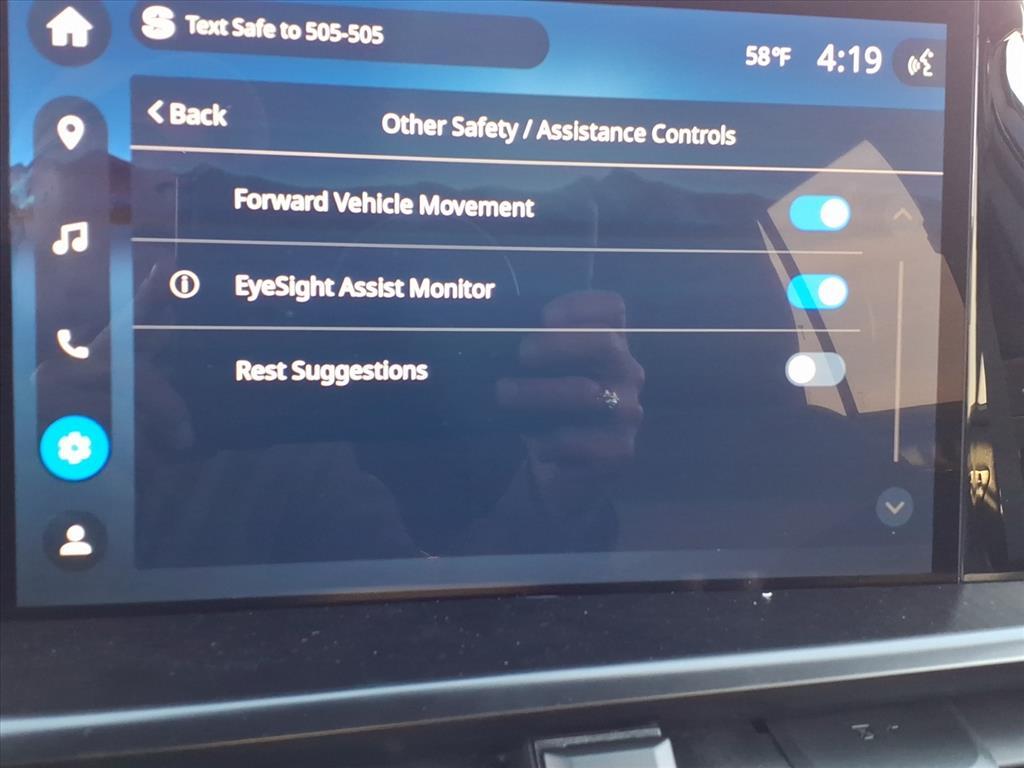 S Text Safe to 505-505
58°F 4:19
Back
Other Safety / Assistance Controls
Forward Vehicle Movement
EyeSight Assist Monitor
Rest Suggestions